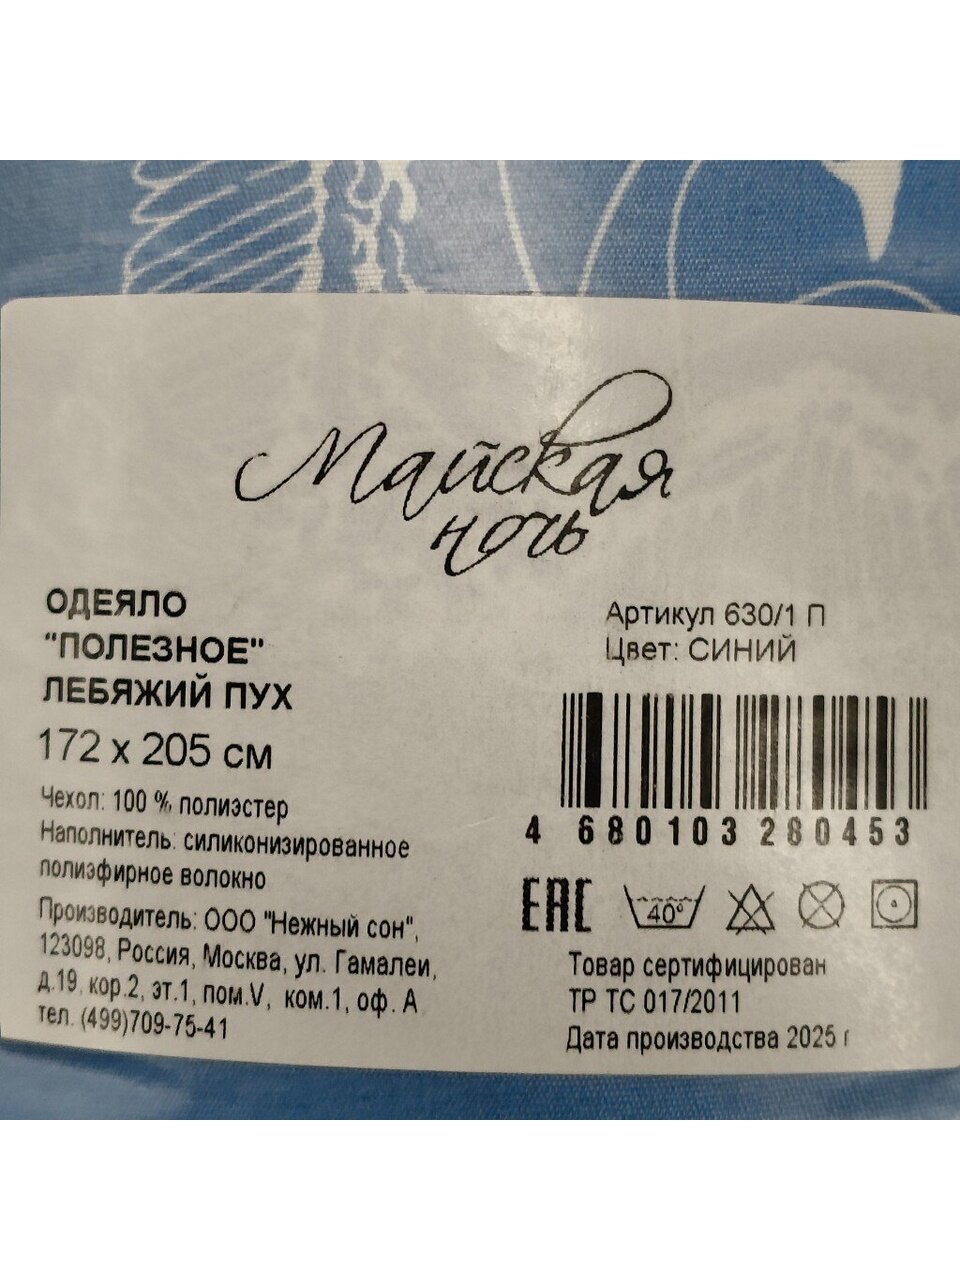 Майская
ночь
ОДЕЯЛО
"ПОЛЕЗНОЕ"
ЛЕБЯЖИЙ ПУХ
172 х 205 см
Чехол: 100 % полиэстер
Наполнитель: силиконизированное
полиэфирное волокно
Производитель: ООО "Нежный сон",
123098, Россия, Москва, ул. Гамалеи,
д.19, кор.2, эт.1, пом.V, ком.1, оф. А
тел. (499)709-75-41
Артикул 630/1 П
Цвет: СИНИЙ
4 680103 280453
EAC
40°
Товар сертифицирован
ТР ТС 017/2011
Дата производства 2025 г